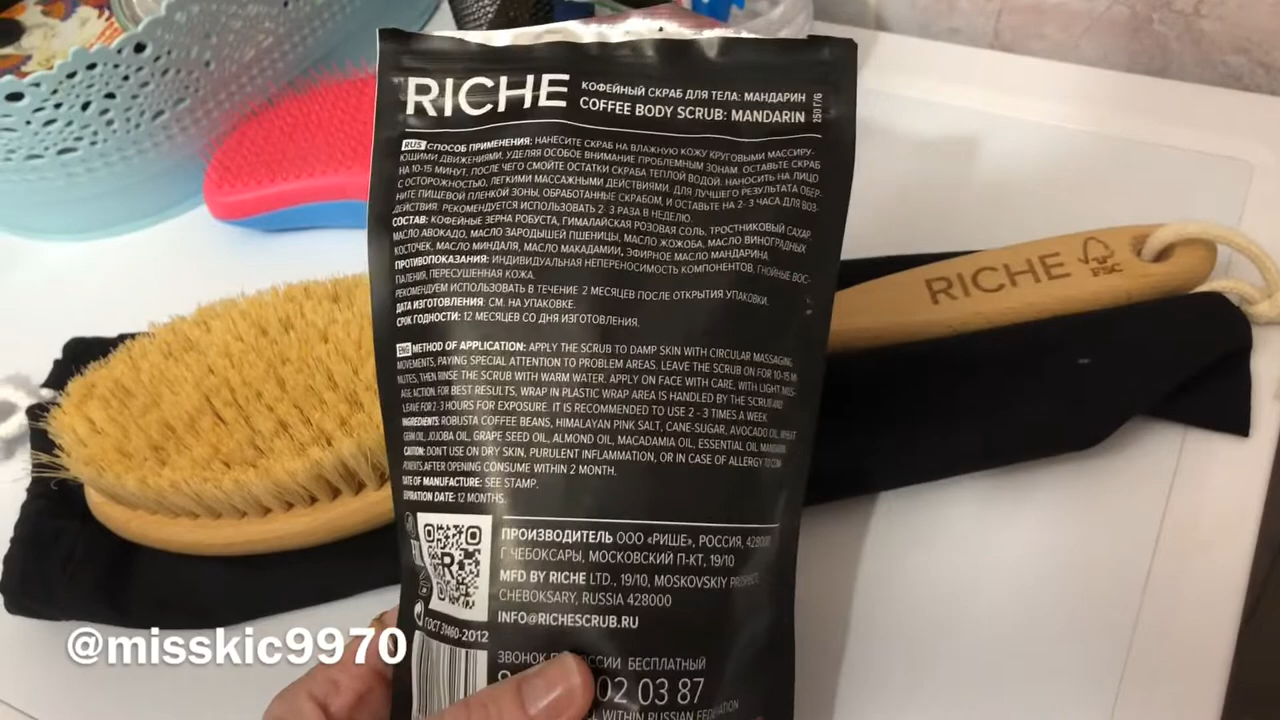 RICHE
КОФЕЙНЫЙ СКРАБ ДЛЯ ТЕЛА: МАНДАРИН
COFFEE BODY SCRUB: MANDARIN
250 Г/G
RUS СПОСОБ ПРИМЕНЕНИЯ: НАНЕСИТЕ СКРАБ НА ВЛАЖНУЮ КОЖУ КРУГОВЫМИ МАССИРУ-
ЮЩИМИ ДВИЖЕНИЯМИ, УДЕЛЯЯ ОСОБОЕ ВНИМАНИЕ ПРОБЛЕМНЫМ ЗОНАМ. ОСТАВЬТЕ СКРАБ
НА 10-15 МИНУТ, ПОСЛЕ ЧЕГО СМОЙТЕ ОСТАТКИ СКРАБА ТЕПЛОЙ ВОДОЙ. НАНОСИТЬ НА ЛИЦО
С ОСТОРОЖНОСТЬЮ, ЛЕГКИМИ МАССАЖНЫМИ ДЕЙСТВИЯМИ. ДЛЯ ЛУЧШЕГО РЕЗУЛЬТАТА ОБЕР-
НИТЕ ПИЩЕВОЙ ПЛЕНКОЙ ЗОНЫ, ОБРАБОТАННЫЕ СКРАБОМ, И ОСТАВЬТЕ НА 2- 3 ЧАСА ДЛЯ ВОЗ-
ДЕЙСТВИЯ. РЕКОМЕНДУЕТСЯ ИСПОЛЬЗОВАТЬ 2- 3 РАЗА В НЕДЕЛЮ.
СОСТАВ: КОФЕЙНЫЕ ЗЕРНА РОБУСТА, ГИМАЛАЙСКАЯ РОЗОВАЯ СОЛЬ, ТРОСТНИКОВЫЙ САХАР,
МАСЛО АВОКАДО, МАСЛО ЗАРОДЫШЕЙ ПШЕНИЦЫ, МАСЛО ЖОЖОБА, МАСЛО ВИНОГРАДНЫХ
КОСТОЧЕК, МАСЛО МИНДАЛЯ, МАСЛО МАКАДАМИИ, ЭФИРНОЕ МАСЛО МАНДАРИНА.
ПРОТИВОПОКАЗАНИЯ: ИНДИВИДУАЛЬНАЯ НЕПЕРЕНОСИМОСТЬ КОМПОНЕНТОВ, ГНОЙНЫЕ ВОС-
ПАЛЕНИЯ, ПЕРЕСУШЕННАЯ КОЖА.
РЕКОМЕНДУЕМ ИСПОЛЬЗОВАТЬ В ТЕЧЕНИЕ 2 МЕСЯЦЕВ ПОСЛЕ ОТКРЫТИЯ УПАКОВКИ.
ДАТА ИЗГОТОВЛЕНИЯ: СМ. НА УПАКОВКЕ.
СРОК ГОДНОСТИ: 12 МЕСЯЦЕВ СО ДНЯ ИЗГОТОВЛЕНИЯ.
ENG METHOD OF APPLICATION: APPLY THE SCRUB TO DAMP SKIN WITH CIRCULAR MASSAGING
MOVEMENTS, PAYING SPECIAL ATTENTION TO PROBLEM AREAS. LEAVE THE SCRUB ON FOR 10-15 MI-
NUTES, THEN RINSE THE SCRUB WITH WARM WATER. APPLY ON FACE WITH CARE, WITH LIGHT MAS-
AGE ACTION. FOR BEST RESULTS, WRAP IN PLASTIC WRAP AREA IS HANDLED BY THE SCRUB AND
LEAVE FOR 2- 3 HOURS FOR EXPOSURE. IT IS RECOMMENDED TO USE 2 - 3 TIMES A WEEK
INGREDIENTS: ROBUSTA COFFEE BEANS, HIMALAYAN PINK SALT, CANE-SUGAR, AVOCADO OIL, WHEAT
GERM OIL, JOJOBA OIL, GRAPE SEED OIL, ALMOND OIL, MACADAMIA OIL, ESSENTIAL OIL MANDARIN.
CAUTION: DON'T USE ON DRY SKIN, PURULENT INFLAMMATION, OR IN CASE OF ALLERGY TO COM-
PONENTS. AFTER OPENING CONSUME WITHIN 2 MONTH.
DATE OF MANUFACTURE: SEE STAMP.
EXPIRATION DATE: 12 MONTHS.
ПРОИЗВОДИТЕЛЬ ООО «РИШЕ», РОССИЯ, 428000
Г. ЧЕБОКСАРЫ, МОСКОВСКИЙ П-КТ, 19/10
MFD BY RICHE LTD., 19/10, MOSKOVSKIY PROSPECT,
CHEBOKSARY, RUSSIA 428000
INFO@RICHESCRUB.RU
ГОСТ 31460-2012
ЗВОНОК РОССИИ БЕСПЛАТНЫЙ
02 03 87
WITHIN RUSSIAN FEDERATION
RICHE FSC
@misskic9970